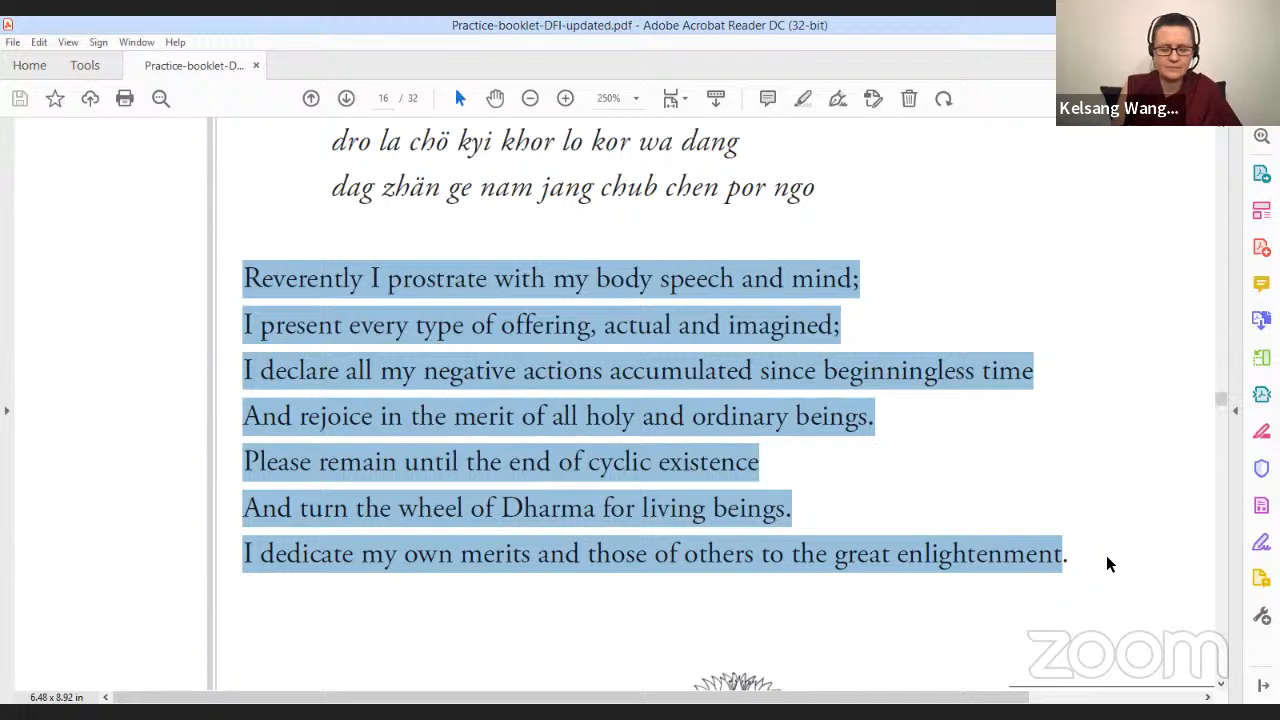 Practice-booklet-DFI-updated.pdf - Adobe Acrobat Reader DC (32-bit)
File Edit View Sign Window Help
Home Tools Practice-booklet-D... ×
16 / 32 250%
Kelsang Wang...
dro la chö kyi khor lo kor wa dang
dag zhän ge nam jang chub chen por ngo
Reverently I prostrate with my body speech and mind;
I present every type of offering, actual and imagined;
I declare all my negative actions accumulated since beginningless time
And rejoice in the merit of all holy and ordinary beings.
Please remain until the end of cyclic existence
And turn the wheel of Dharma for living beings.
I dedicate my own merits and those of others to the great enlightenment.
zoom
6.48 x 8.92 in